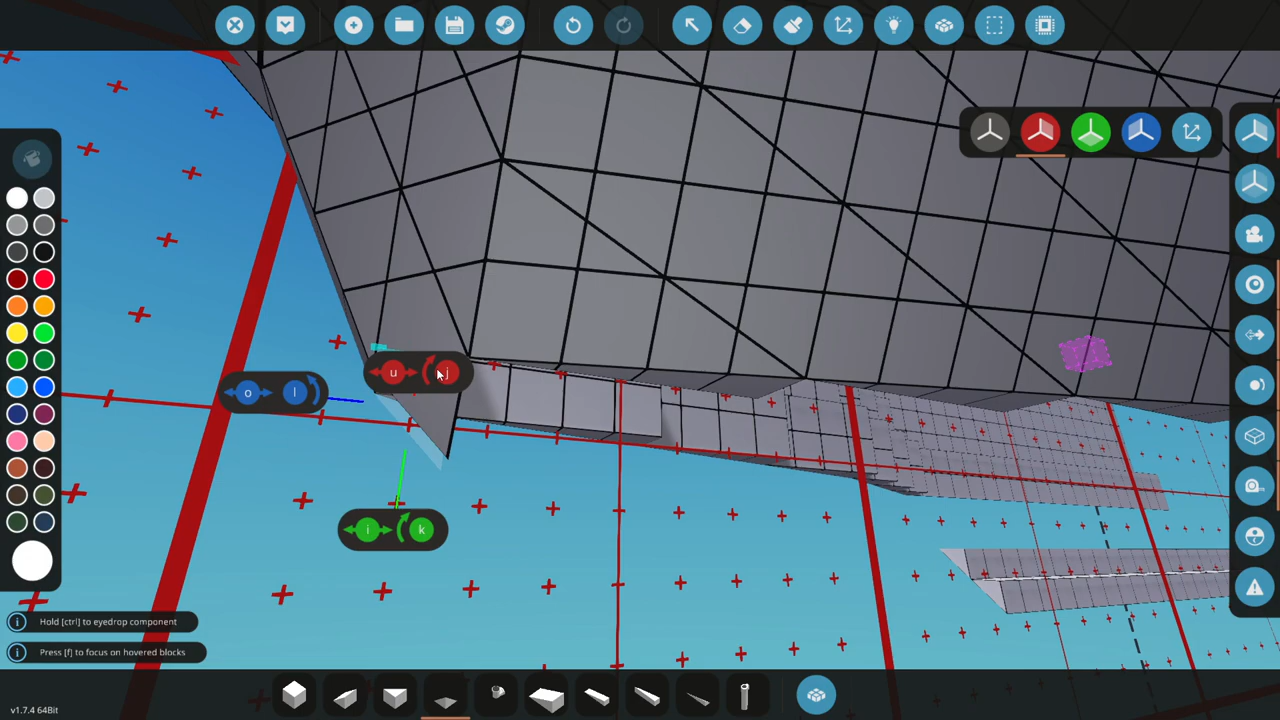 u
j
o
l
i
k
Hold [ctrl] to eyedrop component
Press [f] to focus on hovered blocks
v1.7.4 64Bit